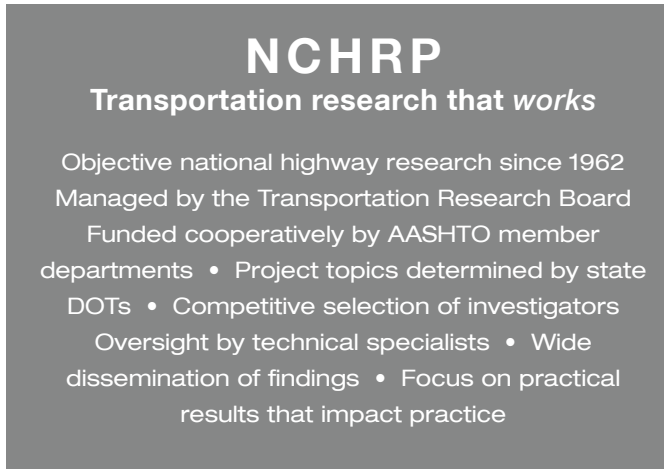 NCHRP
Transportation research that works
Objective national highway research since 1962
Managed by the Transportation Research Board
Funded cooperatively by AASHTO member
departments • Project topics determined by state
DOTs • Competitive selection of investigators
Oversight by technical specialists • Wide
dissemination of findings • Focus on practical
results that impact practice